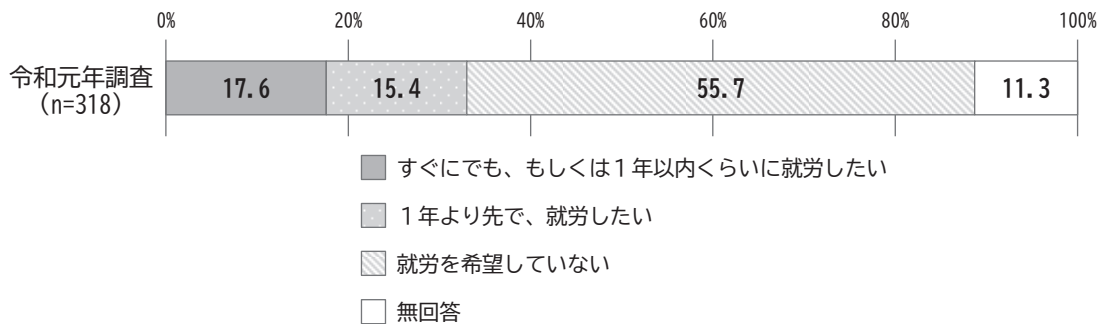 0% 20% 40% 60% 80% 100%
令和元年調査
（n=318）
17.6 15.4 55.7 11.3
すぐにでも、もしくは１年以内くらいに就労したい
１年より先で、就労したい
就労を希望していない
無回答